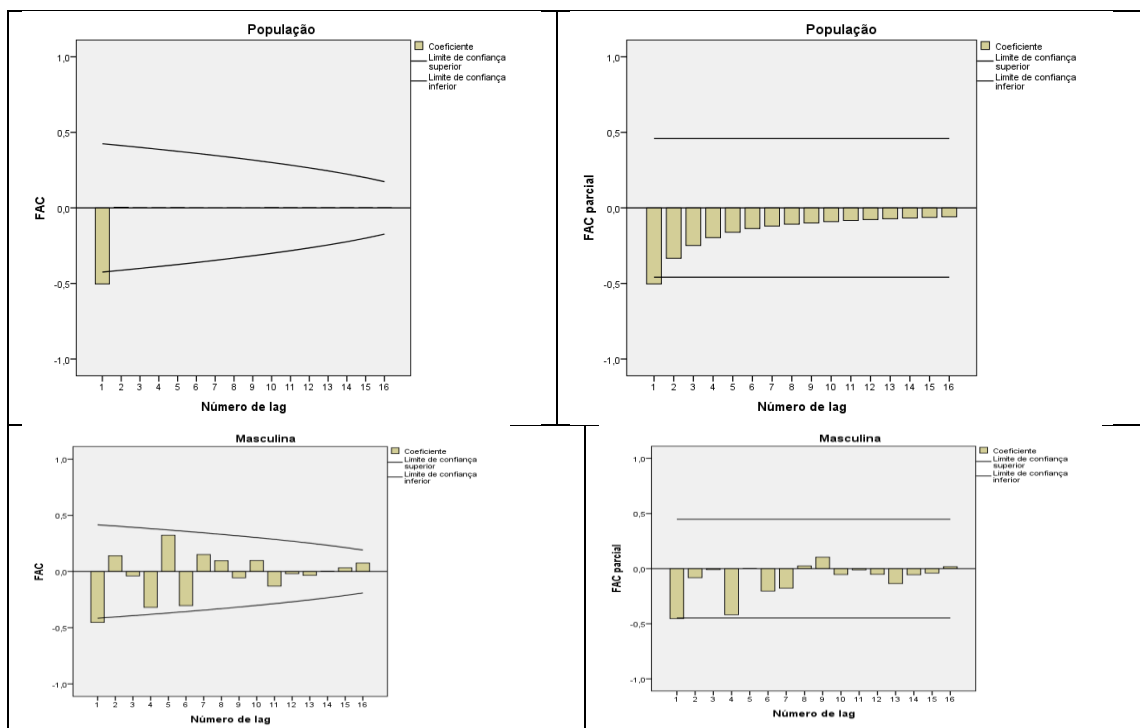 População
Coeficiente
Limite de confiança
superior
Limite de confiança
inferior
FAC
1,0
0,5
0,0
-0,5
-1,0
1 2 3 4 5 6 7 8 9 10 11 12 13 14 15 16
Número de lag
População
Coeficiente
Limite de confiança
superior
Limite de confiança
inferior
FAC parcial
1,0
0,5
0,0
-0,5
-1,0
1 2 3 4 5 6 7 8 9 10 11 12 13 14 15 16
Número de lag
Masculina
Coeficiente
Limite de confiança
superior
Limite de confiança
inferior
FAC
1,0
0,5
0,0
-0,5
-1,0
1 2 3 4 5 6 7 8 9 10 11 12 13 14 15 16
Número de lag
Masculina
Coeficiente
Limite de confiança
superior
Limite de confiança
inferior
FAC parcial
1,0
0,5
0,0
-0,5
-1,0
1 2 3 4 5 6 7 8 9 10 11 12 13 14 15 16
Número de lag